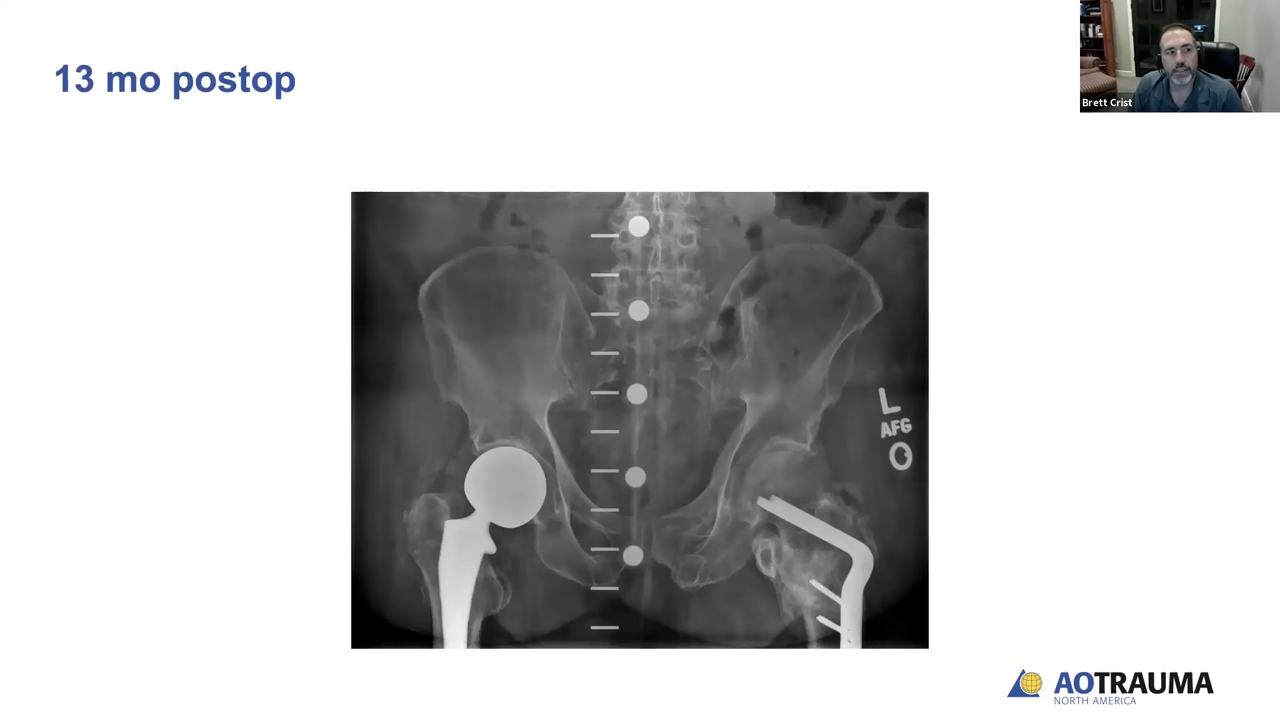 13 mo postop
Brett Crist
L
AFG
O
AOTRAUMA
NORTH AMERICA